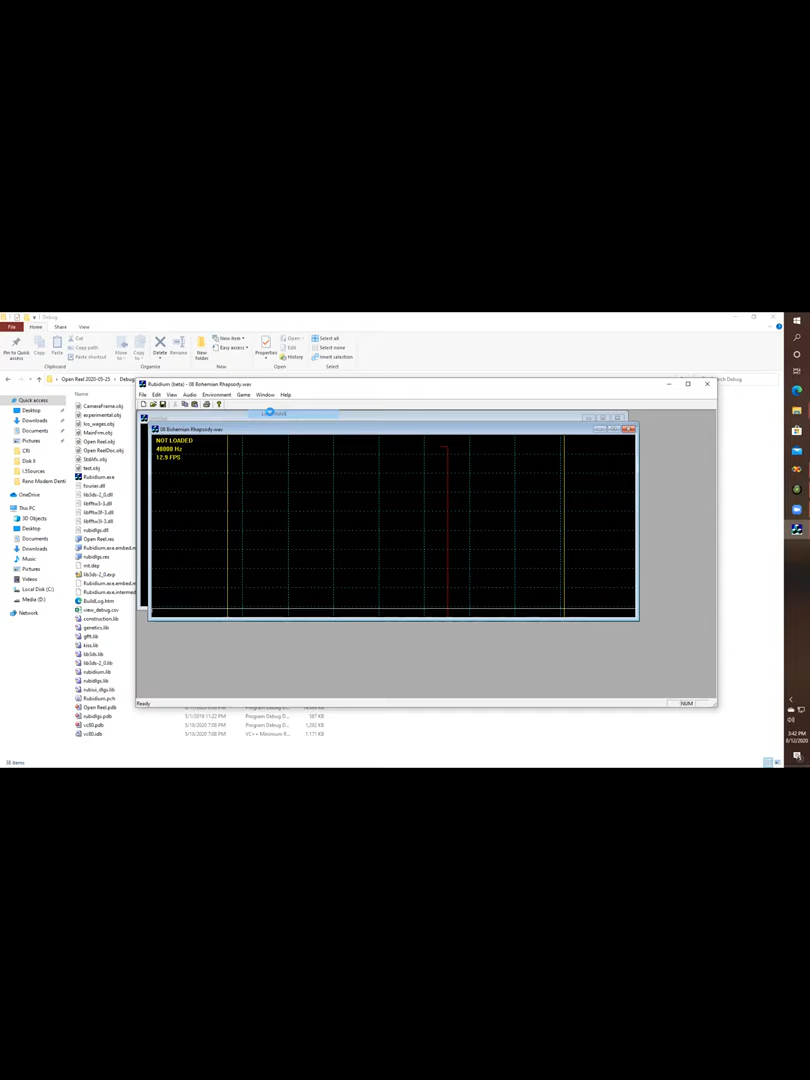 Debug
File Home Share View
Pin to Quick access
Copy
Paste
Cut
Copy path
Paste shortcut
Move to
Copy to
Delete
Rename
New folder
New item
Easy access
Properties
Open
Edit
History
Select all
Select none
Invert selection
Clipboard
Organize
New
Open
Select
Open Reel 2020-05-25
Debug
Name
Quick access
Desktop
Downloads
Documents
Pictures
CRI
Disk II
Reno Modern Denti
OneDrive
This PC
3D Objects
Desktop
Documents
Downloads
Music
Pictures
Videos
Local Disk (C:)
Media (D:)
Network
CameraFrame.obj
experimental.obj
los_wages.obj
MainFrm.obj
Open Reel.obj
Open ReelDoc.obj
StdAfx.obj
test.obj
Rubidium.exe
fourier.dll
lib3ds-2_0.dll
libfftw3-3.dll
libfftw3f-3.dll
libfftw3l-3.dll
rubidlgs.dll
Open Reel.res
Rubidium.exe.embed.m
rubidlgs.res
mt.dep
lib3ds-2_0.exp
Rubidium.exe.embed.m
Rubidium.exe.intermed
BuildLog.htm
view_debug.csv
construction.lib
genetics.lib
gfft.lib
kiss.lib
lib3ds.lib
lib3ds-2_0.lib
rubidium.lib
rubidlgs.lib
Rubidium.pch
Open Reel.pdb
rubidlgs.pdb 5/1/2019 11:22 PM Program Debug D... 587 KB
vc80.pdb 5/16/2020 7:08 PM Program Debug D... 1,292 KB
vc80.idb 5/16/2020 7:08 PM VC++ Minimum R... 1,171 KB
38 items
Rubidium (beta) - 08 Bohemian Rhapsody.wav
File Edit View Audio Environment Game Window Help
08 Bohemian Rhapsody.wav
NOT LOADED
48000 Hz
12.9 FPS
Ready
NUM
3:42 PM
8/12/2020